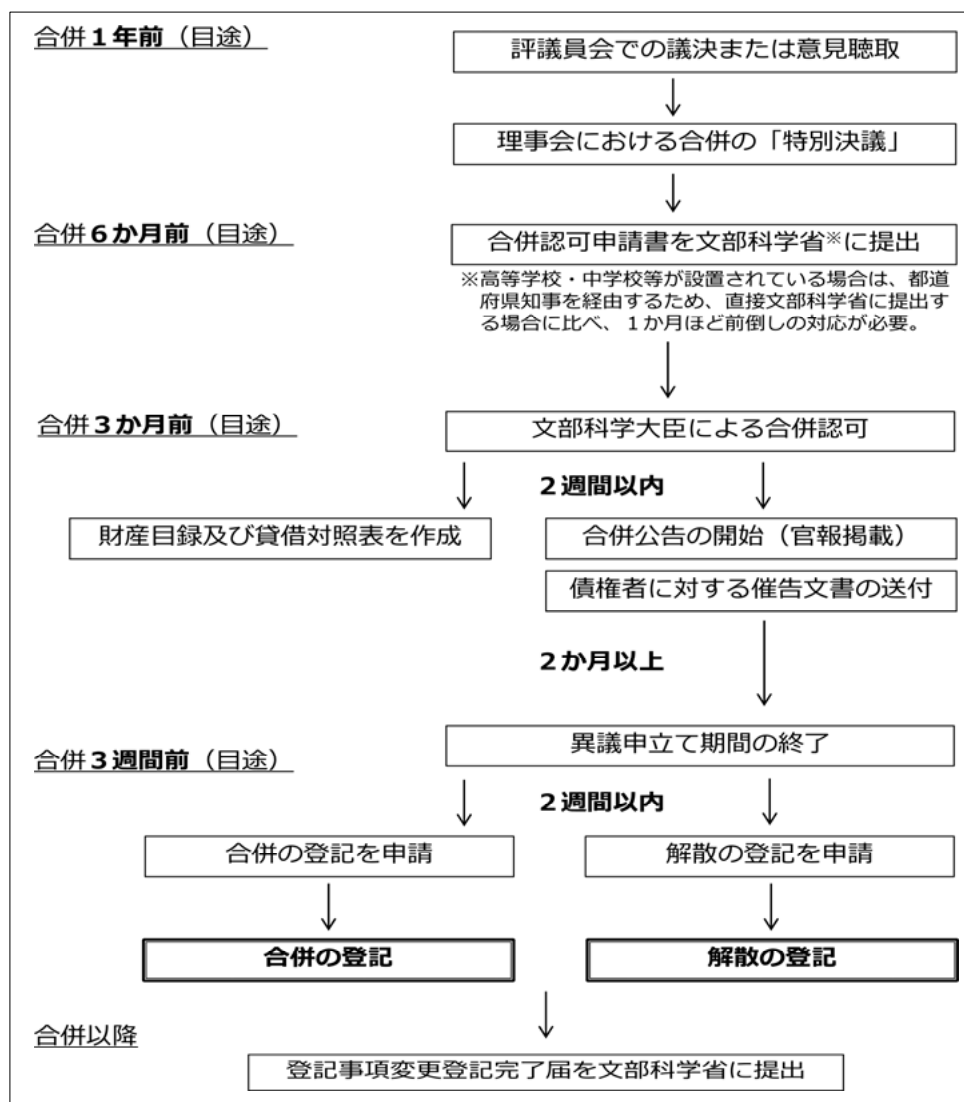 合併１年前（目途）
評議員会での議決または意見聴取
理事会における合併の「特別決議」
合併６か月前（目途）
合併認可申請書を文部科学省※に提出
※高等学校・中学校等が設置されている場合は、都道
府県知事を経由するため、直接文部科学省に提出す
る場合に比べ、１か月ほど前倒しの対応が必要。
合併３か月前（目途）
文部科学大臣による合併認可
２週間以内
財産目録及び貸借対照表を作成
合併公告の開始（官報掲載）
債権者に対する催告文書の送付
２か月以上
異議申立て期間の終了
合併３週間前（目途）
２週間以内
合併の登記を申請
解散の登記を申請
合併の登記
解散の登記
合併以降
登記事項変更登記完了届を文部科学省に提出